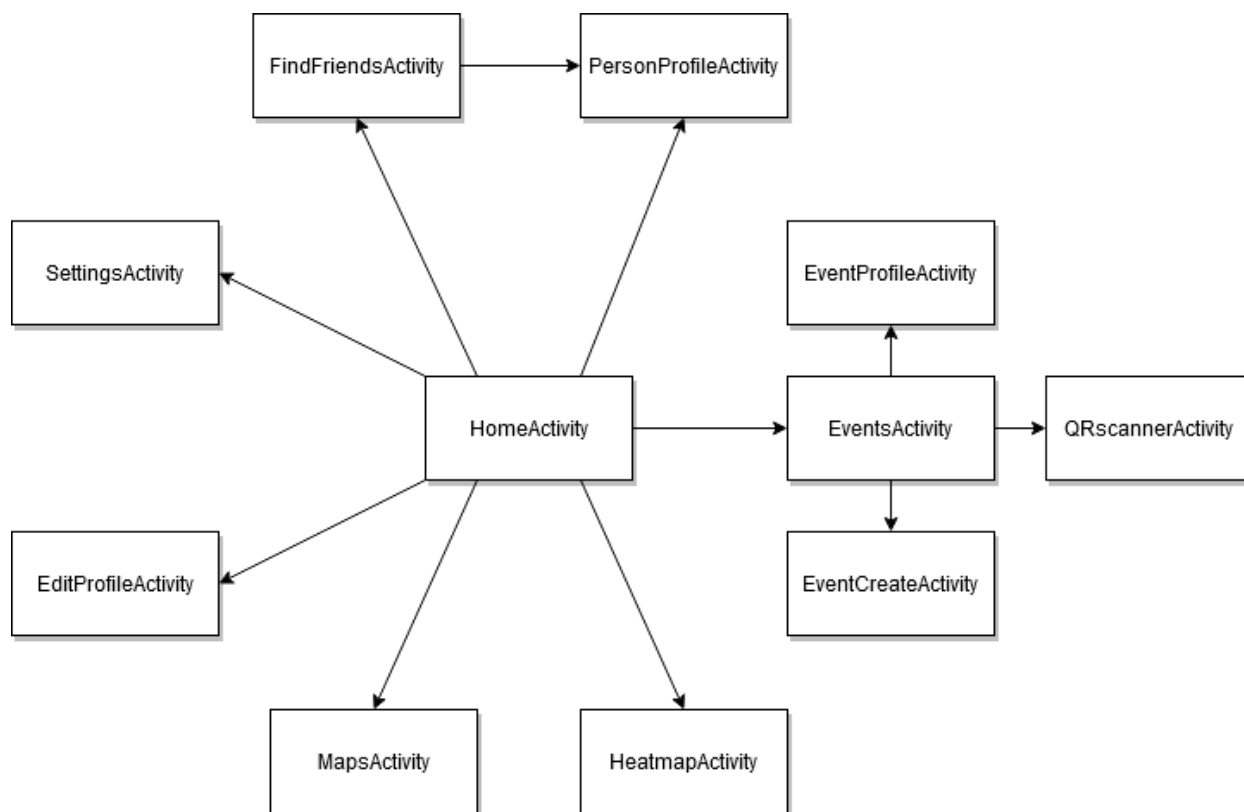 FindFriendsActivity
PersonProfileActivity
SettingsActivity
EventProfileActivity
HomeActivity
EventsActivity
QRscannerActivity
EditProfileActivity
EventCreateActivity
MapsActivity
HeatmapActivity